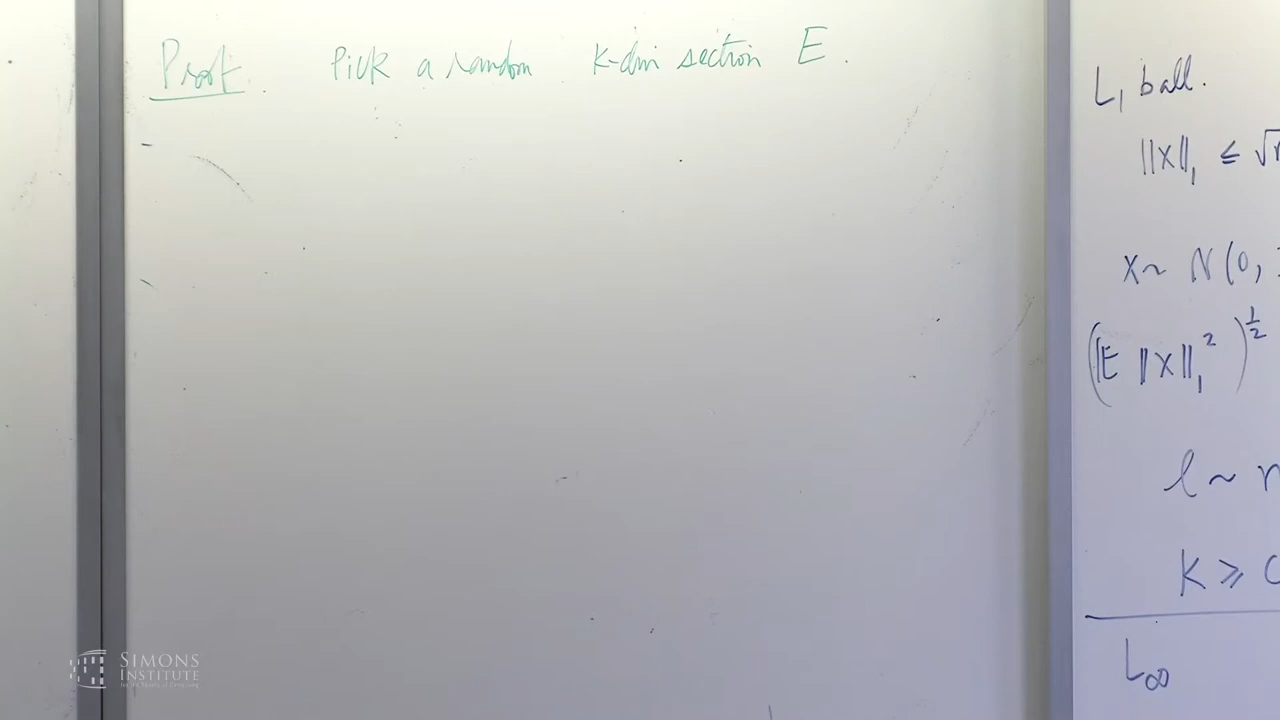 Proof. Pick a random k-dim section E.
L₁ ball.
‖x‖₁ ≤ √n
x ~ N(0,
(E ‖x‖₁²)^½
l ~ n
K ≥ c
L∞
SIMONS
INSTITUTE